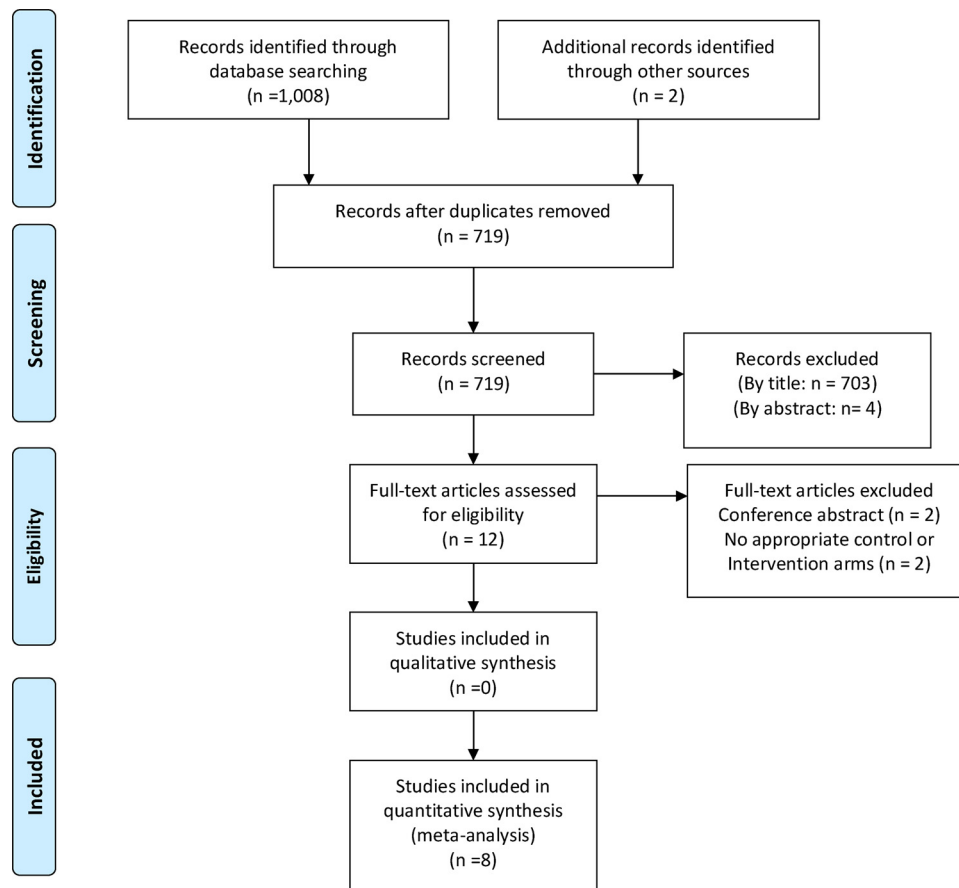 Identification
Records identified through
database searching
(n =1,008)
Additional records identified
through other sources
(n = 2)
Records after duplicates removed
(n = 719)
Screening
Records screened
(n = 719)
Records excluded
(By title: n = 703)
(By abstract: n= 4)
Eligibility
Full-text articles assessed
for eligibility
(n = 12)
Full-text articles excluded
Conference abstract (n = 2)
No appropriate control or
Intervention arms (n = 2)
Studies included in
qualitative synthesis
(n =0)
Included
Studies included in
quantitative synthesis
(meta-analysis)
(n =8)